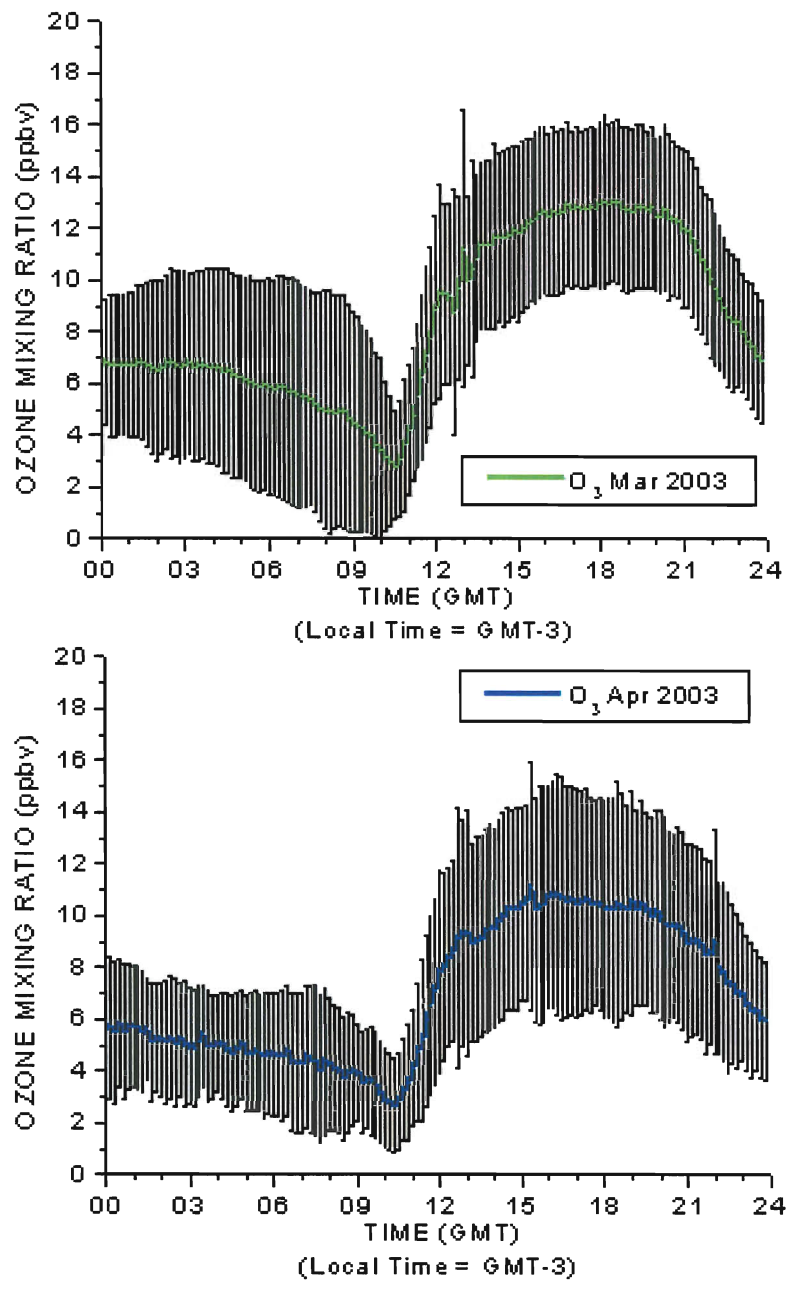 20
18
16
14
12
10
8
6
4
2
0
OZONE MIXING RATIO (ppbv)
O3 Mar 2003
00 03 06 09 12 15 18 21 24
TIME (GMT)
(Local Time = GMT-3)
20
18
16
14
12
10
8
6
4
2
0
OZONE MIXING RATIO (ppbv)
O3 Apr 2003
00 03 06 09 12 15 18 21 24
TIME (GMT)
(Local Time = GMT-3)